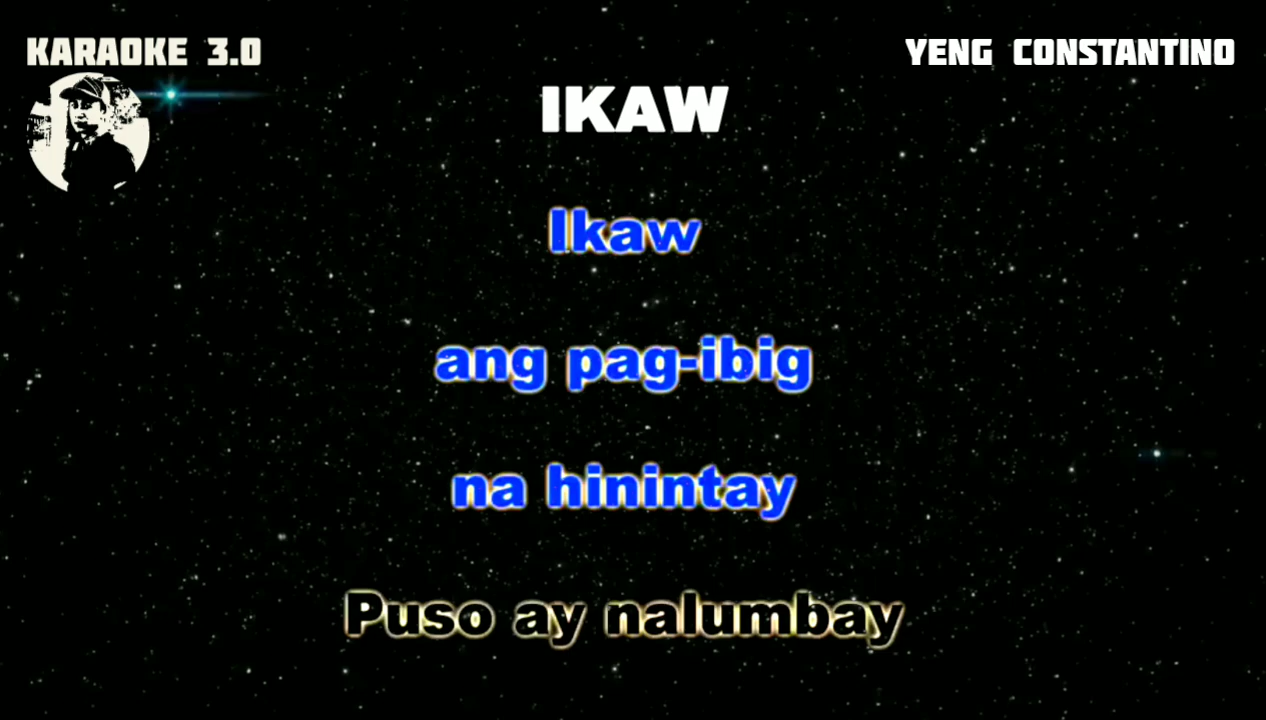 KARAOKE 3.0
YENG CONSTANTINO
IKAW
Ikaw
ang pag-ibig
na hinintay
Puso ay nalumbay